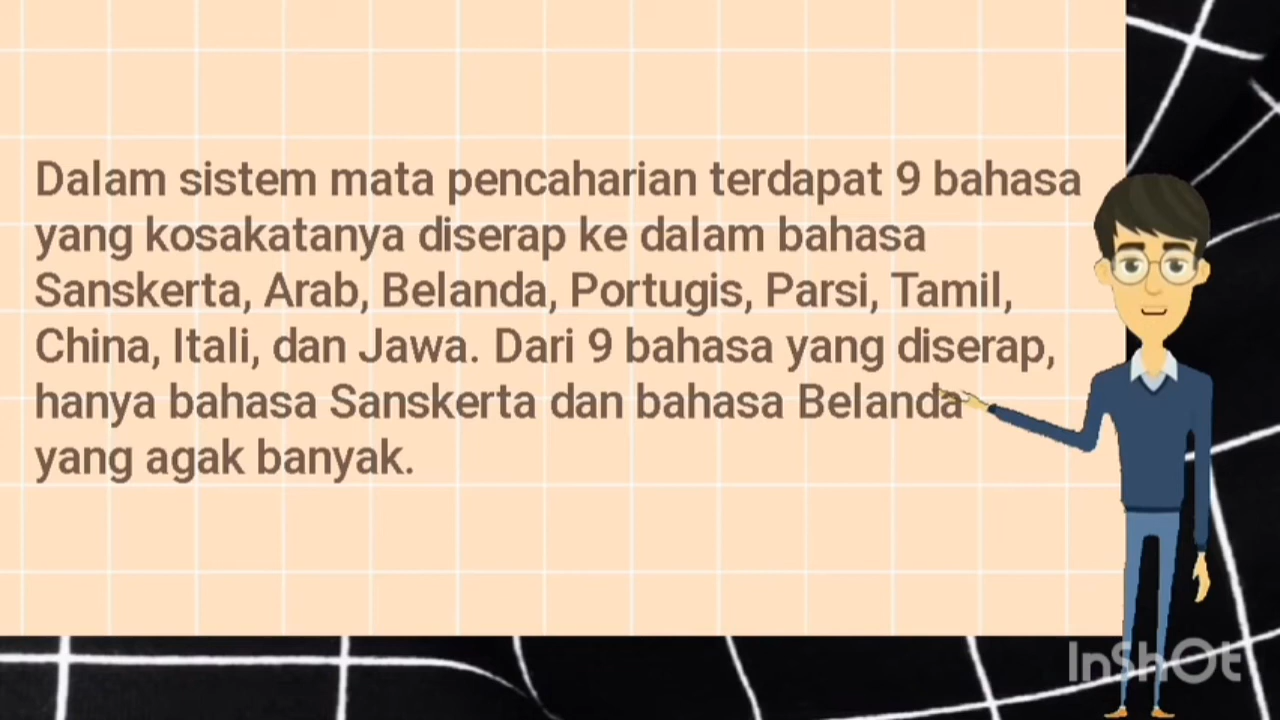 Dalam sistem mata pencaharian terdapat 9 bahasa
yang kosakatanya diserap ke dalam bahasa
Sanskerta, Arab, Belanda, Portugis, Parsi, Tamil,
China, Itali, dan Jawa. Dari 9 bahasa yang diserap,
hanya bahasa Sanskerta dan bahasa Belanda
yang agak banyak.
InShOt